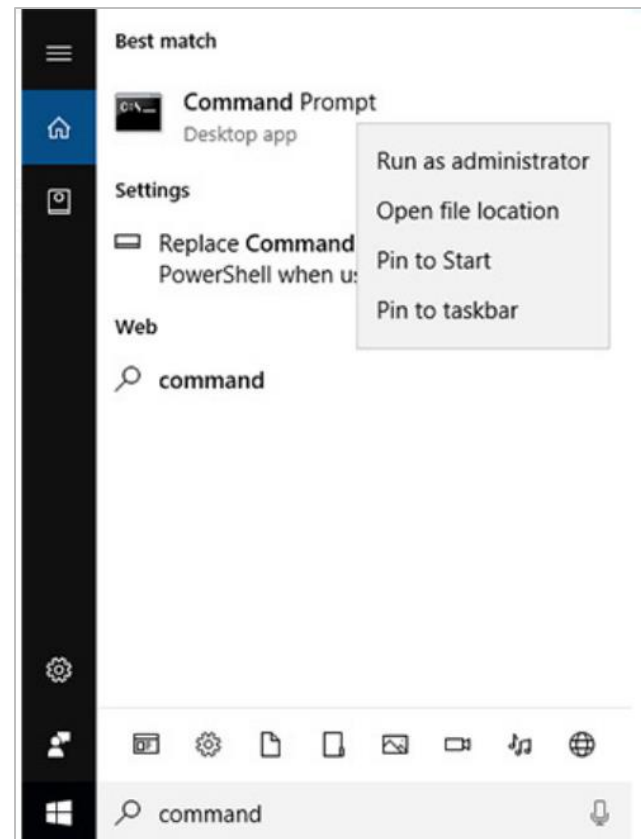 Best match
C:\_
Command Prompt
Desktop app
Run as administrator
Settings
Open file location
Replace Command
Pin to Start
PowerShell when
Pin to taskbar
Web
command
command